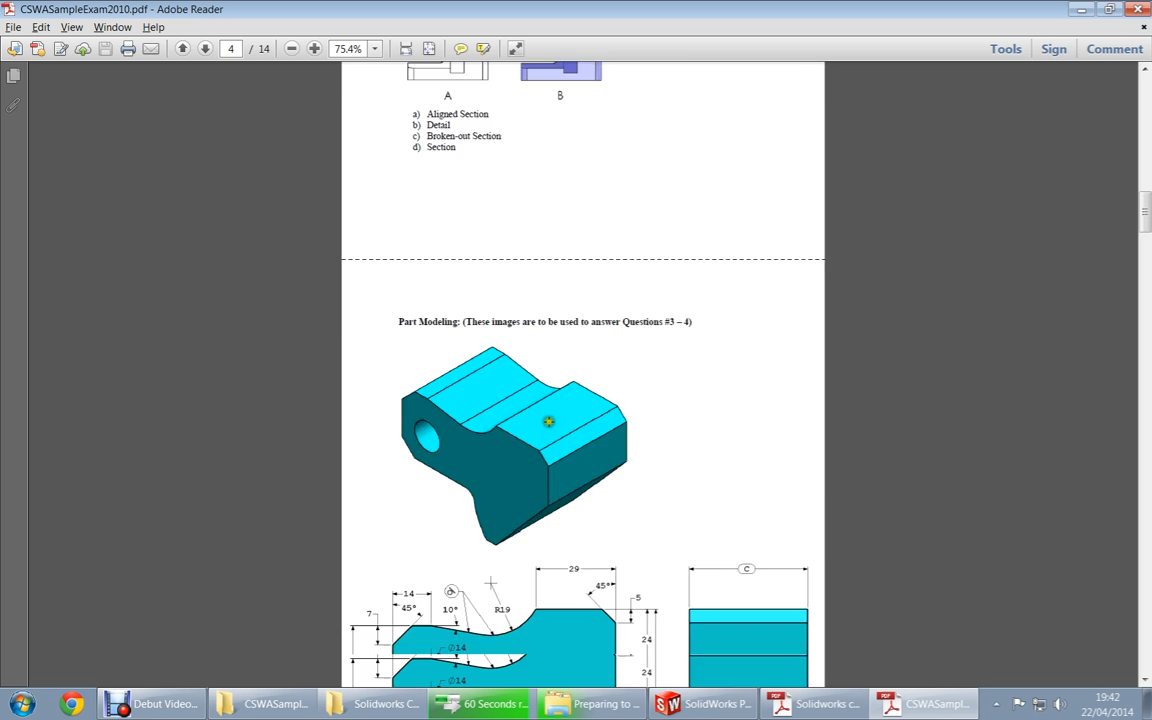 CSWASampleExam2010.pdf - Adobe Reader
File Edit View Window Help
4 / 14 75.4% Tools Sign Comment
A B
a) Aligned Section
b) Detail
c) Broken-out Section
d) Section
Part Modeling: (These images are to be used to answer Questions #3 – 4)
29 C
14 45°
7 45° 10° R19 5
∅14 24
∅14 24
Debut Video... CSWASampl... Solidworks C... 60 Seconds r... Preparing to ... SolidWorks P... Solidworks c... CSWASampl...
19:42
22/04/2014